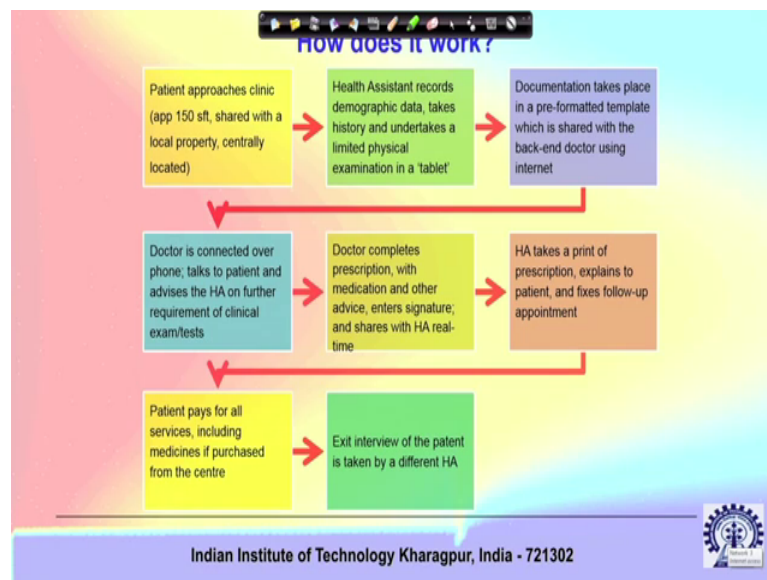 How does it work?
Patient approaches clinic
(app 150 sft, shared with a
local property, centrally
located)
Health Assistant records
demographic data, takes
history and undertakes a
limited physical
examination in a ‘tablet’
Documentation takes place
in a pre-formatted template
which is shared with the
back-end doctor using
internet
Doctor is connected over
phone; talks to patient and
advises the HA on further
requirement of clinical
exam/tests
Doctor completes
prescription, with
medication and other
advice, enters signature;
and shares with HA real-
time
HA takes a print of
prescription, explains to
patient, and fixes follow-up
appointment
Patient pays for all
services, including
medicines if purchased
from the centre
Exit interview of the patent
is taken by a different HA
Indian Institute of Technology Kharagpur, India - 721302
Network 3
Internet access